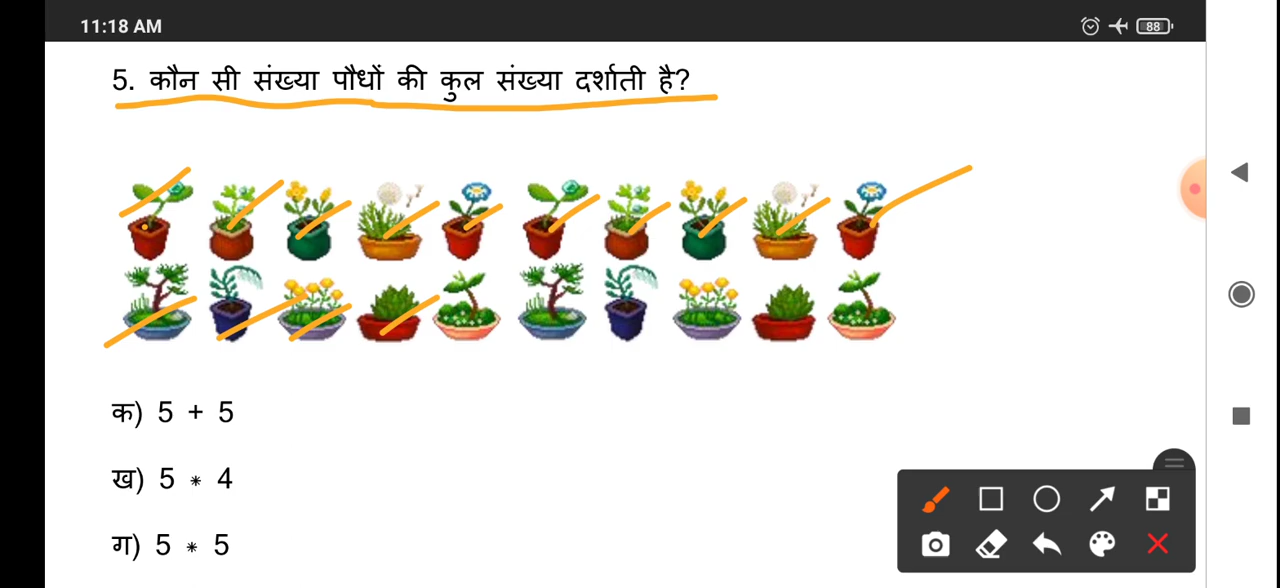 11:18 AM
88
5. कौन सी संख्या पौधों की कुल संख्या दर्शाती है?
क) 5 + 5
ख) 5 * 4
ग) 5 * 5